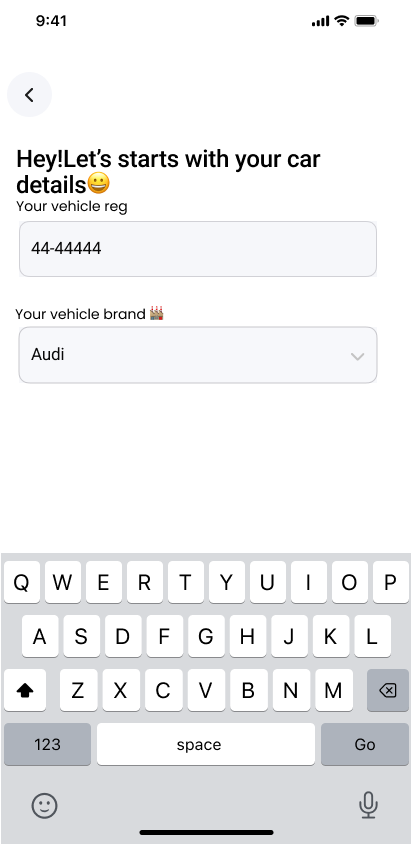 9:41
Hey!Let's starts with your car
details😀
Your vehicle reg
44-44444
Your vehicle brand 🏭
Audi
Q W E R T Y U I O P
A S D F G H J K L
Z X C V B N M
123 space Go